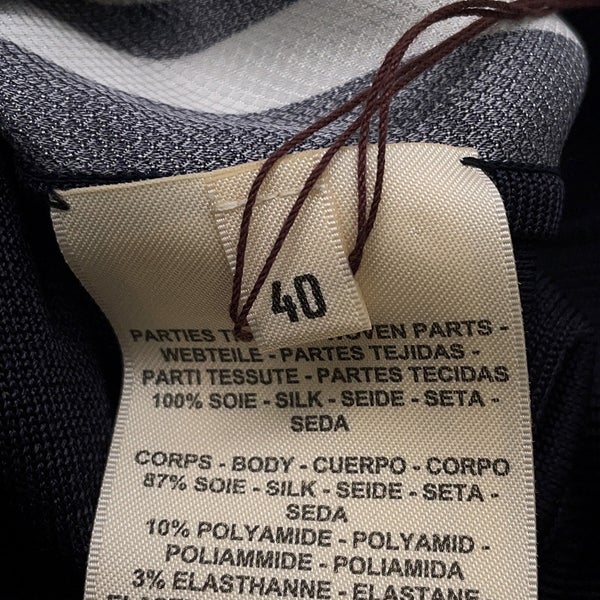 40
PARTIES WOVEN PARTS -
WEBTEILE - PARTES TEJIDAS -
PARTI TESSUTE - PARTES TECIDAS
100% SOIE - SILK - SEIDE - SETA -
SEDA
CORPS - BODY - CUERPO - CORPO
87% SOIE - SILK - SEIDE - SETA -
SEDA
10% POLYAMIDE - POLYAMID -
POLIAMMIDE - POLIAMIDA
3% ELASTHANNE - ELASTANE